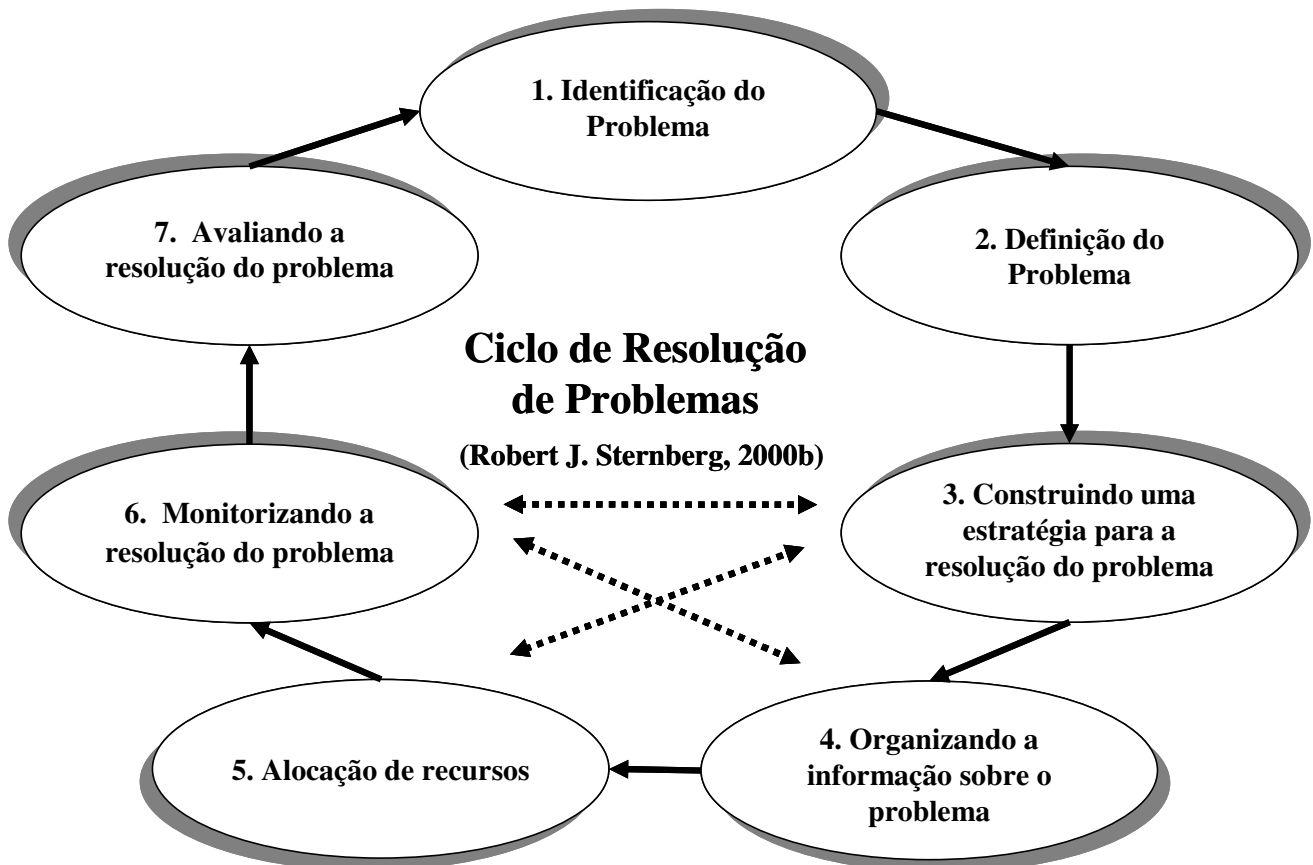 1. Identificação do
Problema
2. Definição do
Problema
3. Construindo uma
estratégia para a
resolução do problema
4. Organizando a
informação sobre o
problema
5. Alocação de recursos
6. Monitorizando a
resolução do problema
7. Avaliando a
resolução do problema
Ciclo de Resolução
de Problemas
(Robert J. Sternberg, 2000b)